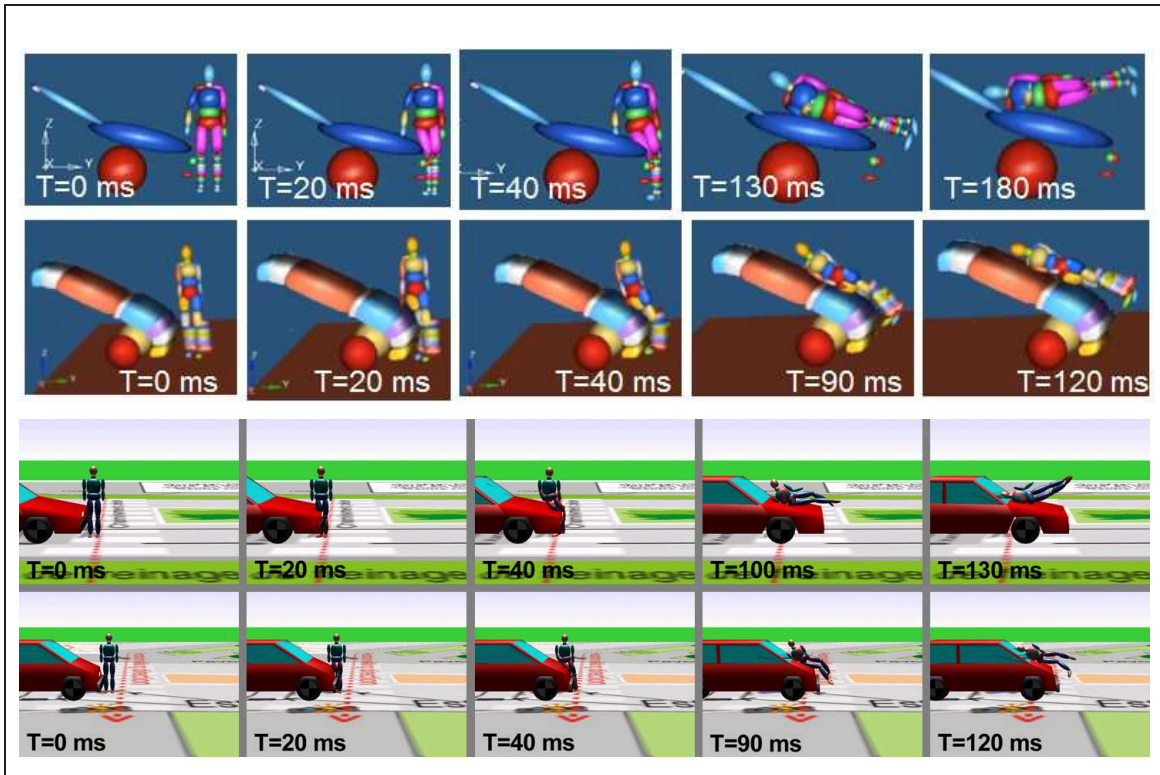 Z
X
Y
T=0 ms
Z
X
Y
T=20 ms
Z
Y
T=40 ms
T=130 ms
T=180 ms
T=0 ms
T=20 ms
T=40 ms
T=90 ms
T=120 ms
T=0 ms
T=20 ms
T=40 ms
T=100 ms
T=130 ms
T=0 ms
T=20 ms
T=40 ms
T=90 ms
T=120 ms